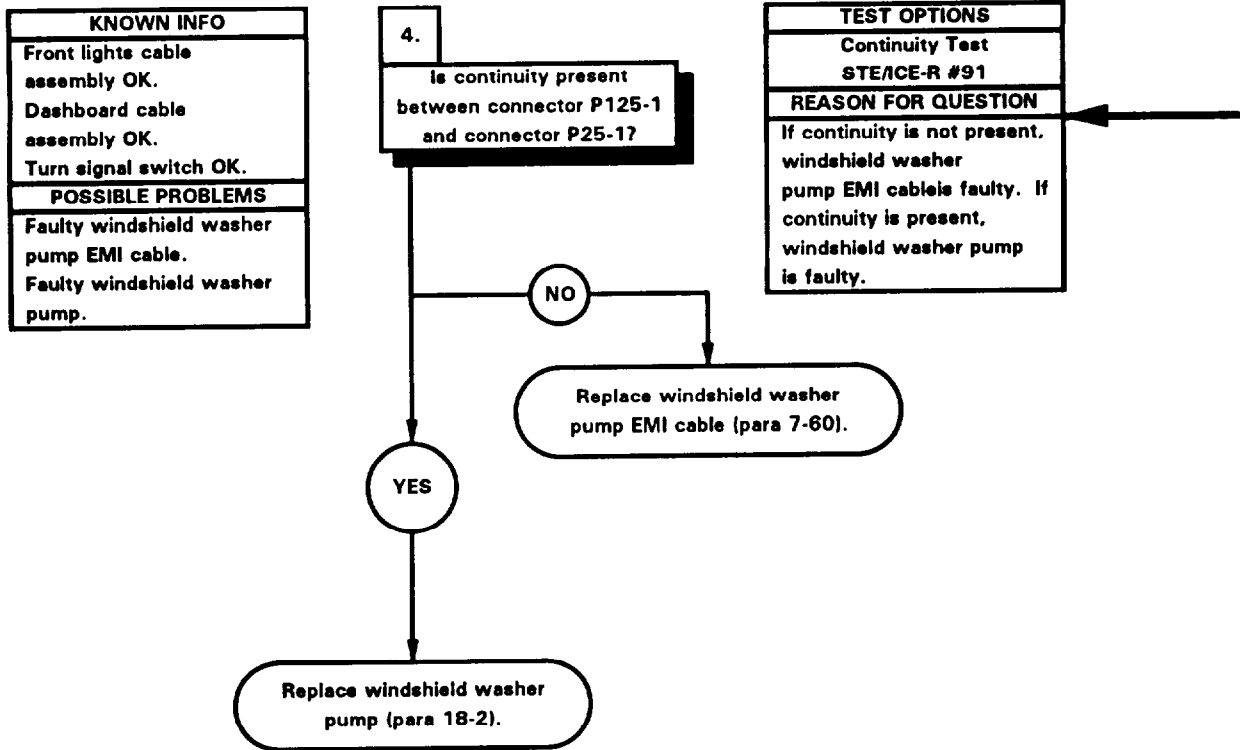 KNOWN INFO
Front lights cable
assembly OK.
Dashboard cable
assembly OK.
Turn signal switch OK.
POSSIBLE PROBLEMS
Faulty windshield washer
pump EMI cable.
Faulty windshield washer
pump.
4.
Is continuity present
between connector P125-1
and connector P25-1?
TEST OPTIONS
Continuity Test
STE/ICE-R #91
REASON FOR QUESTION
If continuity is not present,
windshield washer
pump EMI cableis faulty. If
continuity is present,
windshield washer pump
is faulty.
NO
Replace windshield washer
pump EMI cable (para 7-60).
YES
Replace windshield washer
pump (para 18-2).